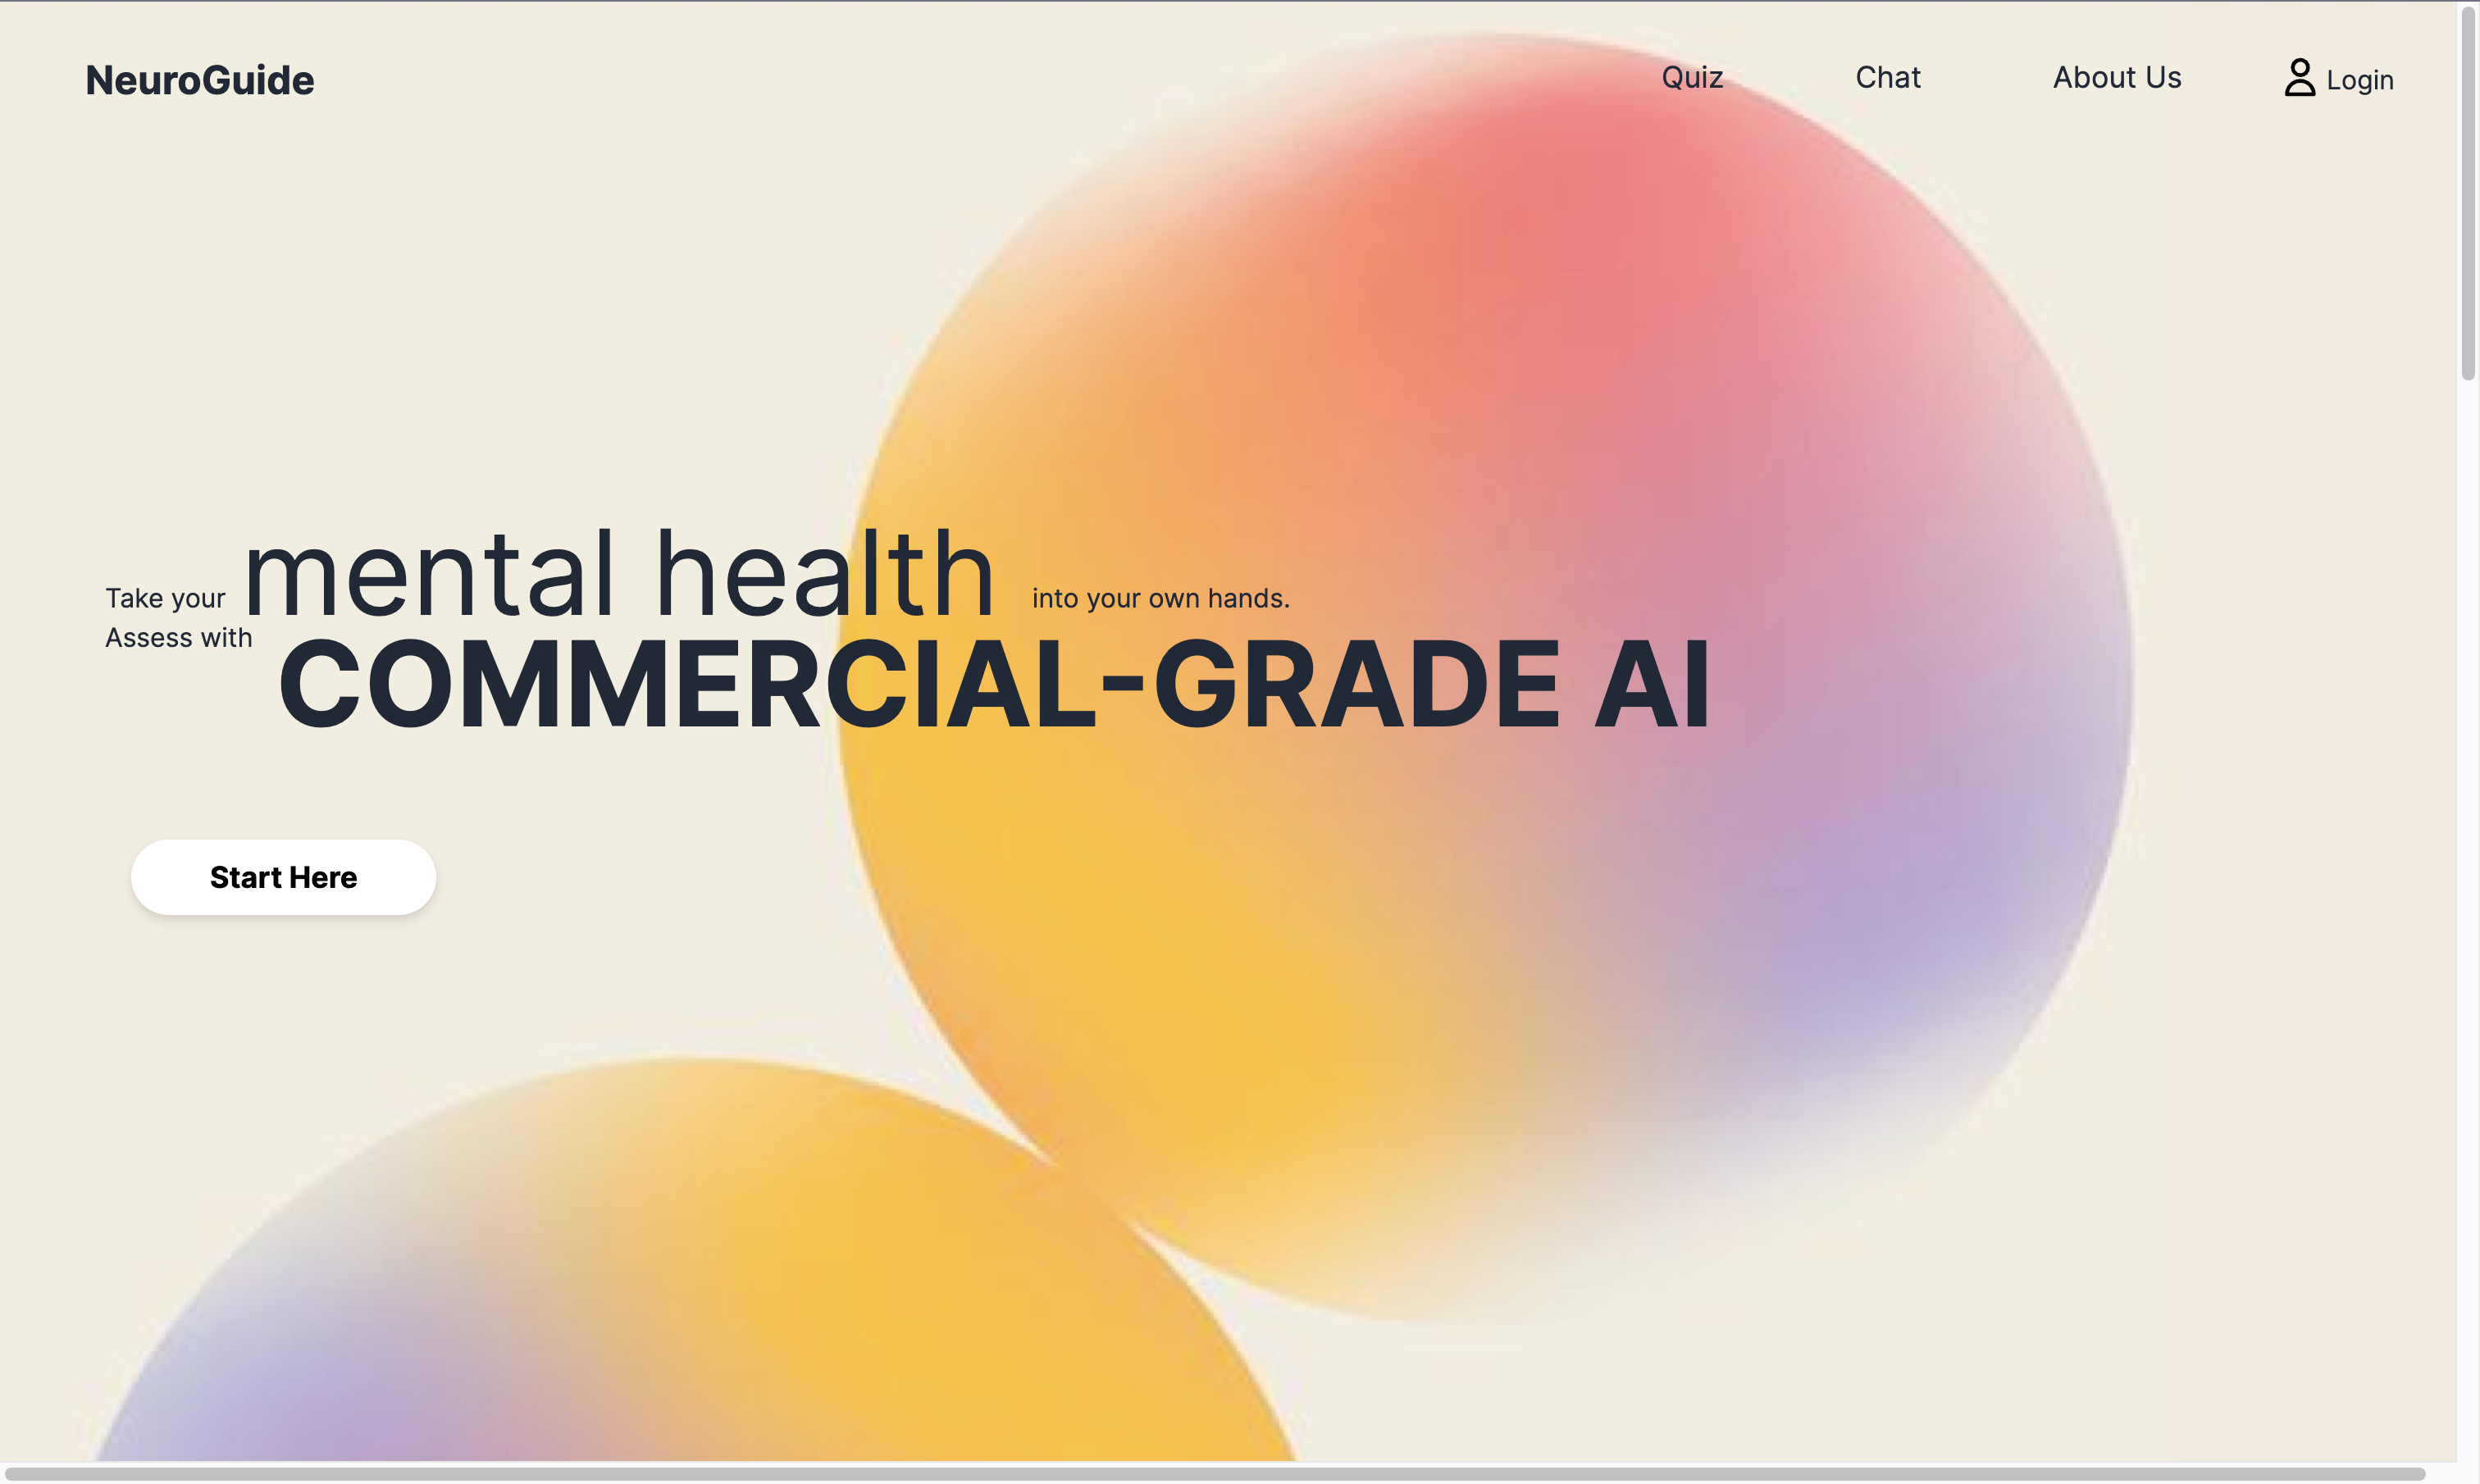 NeuroGuide
Quiz
Chat
About Us
Login
Take your mental health into your own hands.
Assess with COMMERCIAL-GRADE AI
Start Here